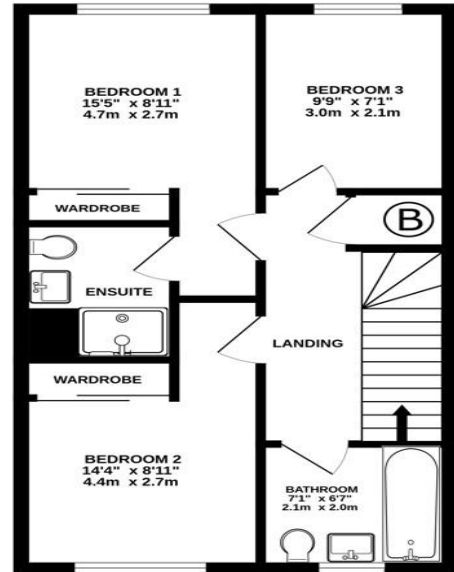 BEDROOM 1
15'5" x 8'11"
4.7m x 2.7m
BEDROOM 3
9'9" x 7'1"
3.0m x 2.1m
WARDROBE
B
ENSUITE
LANDING
WARDROBE
BEDROOM 2
14'4" x 8'11"
4.4m x 2.7m
BATHROOM
7'1" x 6'7"
2.1m x 2.0m